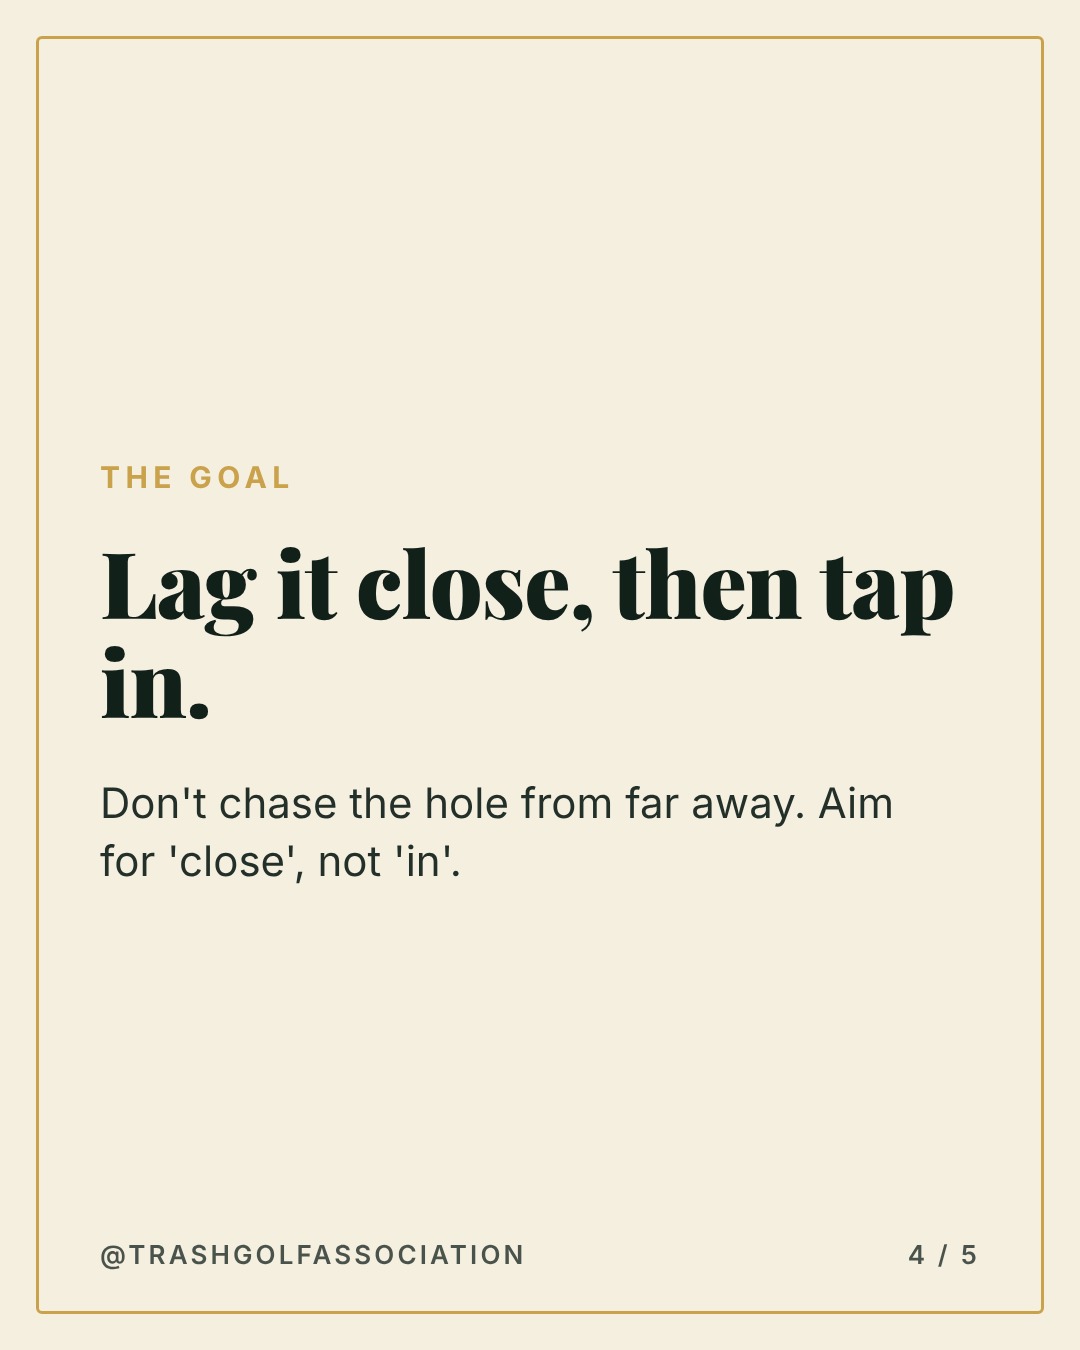 THE GOAL
Lag it close, then tap
in.
Don't chase the hole from far away. Aim
for 'close', not 'in'.
@TRASHGOLFASSOCIATION
4 / 5